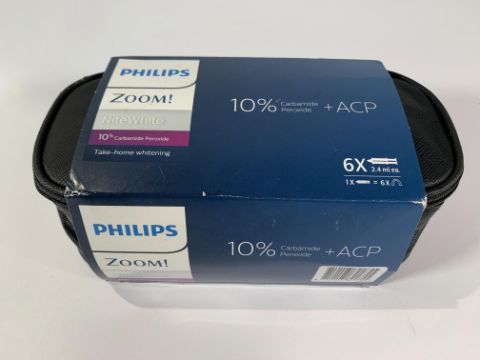 PHILIPS
ZOOM!
NiteWhite
10% Carbamide Peroxide
Take-home whitening
10% Carbamide Peroxide + ACP
6X
2.4 ml ea.
1X = 6X
PHILIPS
ZOOM!
10% Carbamide Peroxide + ACP